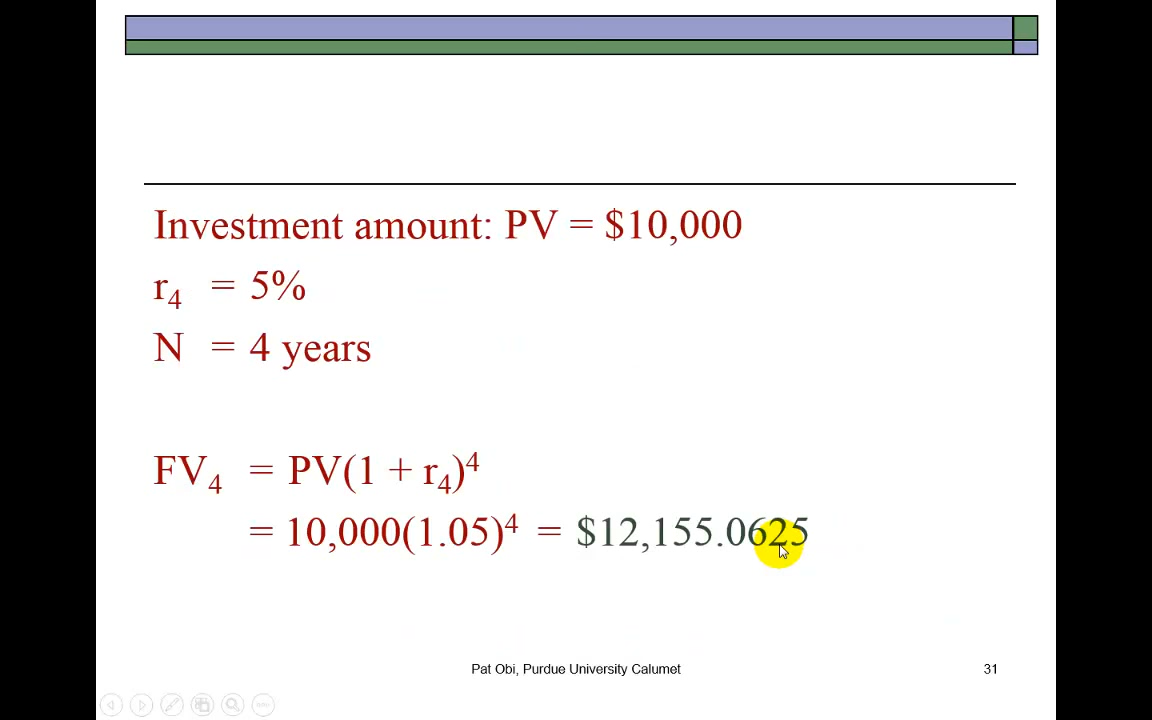 Investment amount: PV = $10,000
r₄ = 5%
N = 4 years
FV₄ = PV(1 + r₄)⁴
= 10,000(1.05)⁴ = $12,155.0625
Pat Obi, Purdue University Calumet 31